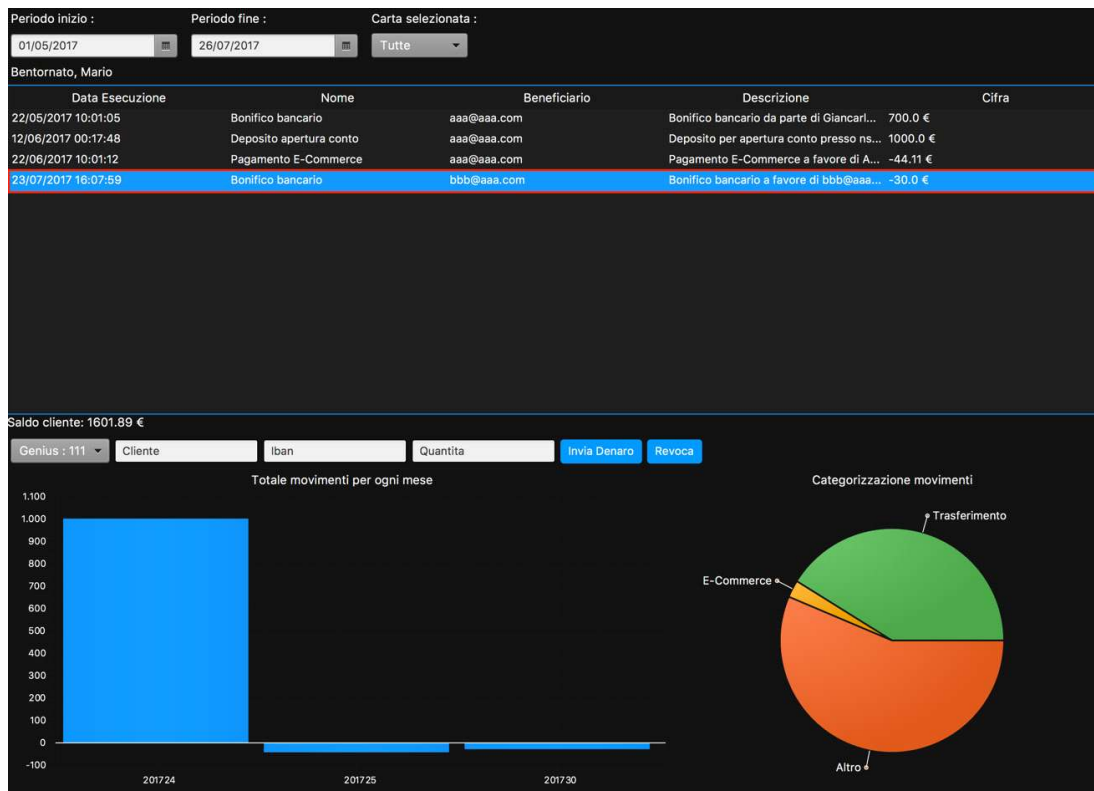 Periodo inizio : Periodo fine : Carta selezionata :
01/05/2017 26/07/2017 Tutte
Bentornato, Mario
Data Esecuzione Nome Beneficiario Descrizione Cifra
22/05/2017 10:01:05 Bonifico bancario aaa@aaa.com Bonifico bancario da parte di Giancarl... 700.0 €
12/06/2017 00:17:48 Deposito apertura conto aaa@aaa.com Deposito per apertura conto presso ns... 1000.0 €
22/06/2017 10:01:12 Pagamento E-Commerce aaa@aaa.com Pagamento E-Commerce a favore di A... -44.11 €
23/07/2017 16:07:59 Bonifico bancario bbb@aaa.com Bonifico bancario a favore di bbb@aaa... -30.0 €
Saldo cliente: 1601.89 €
Genius : 111 Cliente Iban Quantita Invia Denaro Revoca
Totale movimenti per ogni mese
1.100
1.000
900
800
700
600
500
400
300
200
100
0
-100
201724 201725 201730
Categorizzazione movimenti
Trasferimento
E-Commerce
Altro